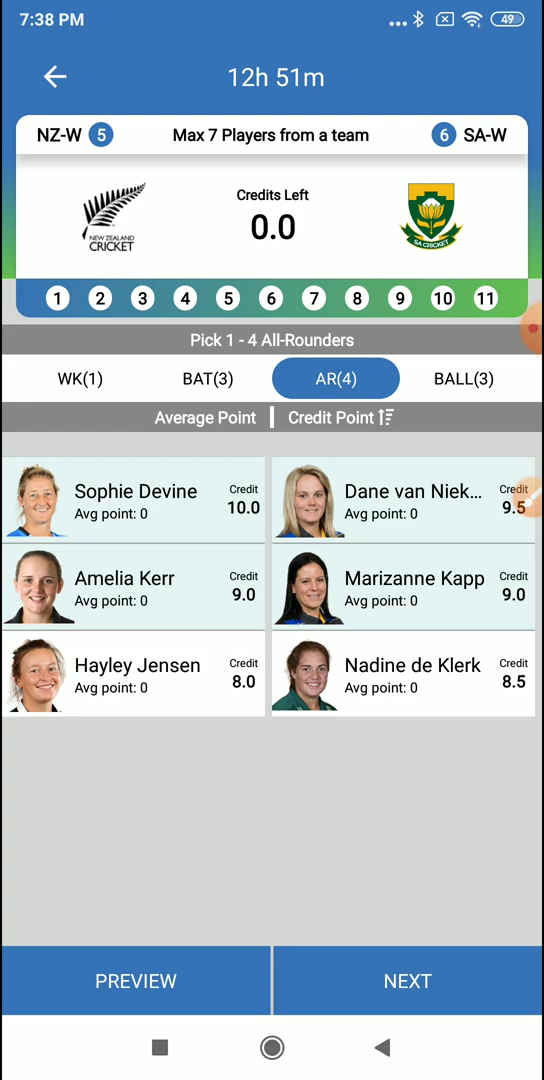 7:38 PM
49
12h 51m
NZ-W 5 Max 7 Players from a team 6 SA-W
Credits Left
0.0
NEW ZEALAND
CRICKET
SA CRICKET
1 2 3 4 5 6 7 8 9 10 11
Pick 1 - 4 All-Rounders
WK(1) BAT(3) AR(4) BALL(3)
Average Point | Credit Point
Sophie Devine
Avg point: 0
Credit
10.0
Dane van Niek...
Avg point: 0
Credit
9.5
Amelia Kerr
Avg point: 0
Credit
9.0
Marizanne Kapp
Avg point: 0
Credit
9.0
Hayley Jensen
Avg point: 0
Credit
8.0
Nadine de Klerk
Avg point: 0
Credit
8.5
PREVIEW
NEXT